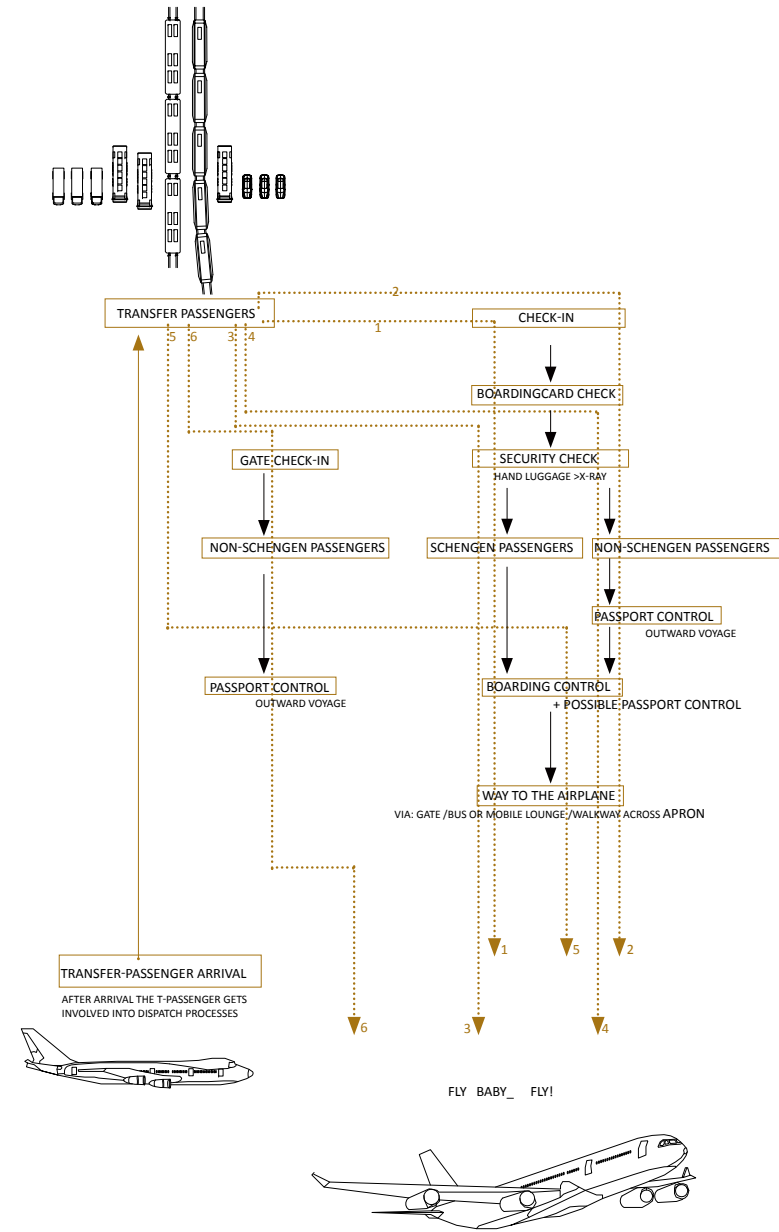 2
TRANSFER PASSENGERS
CHECK-IN
1
5 6 3 4
BOARDINGCARD CHECK
GATE CHECK-IN
SECURITY CHECK
HAND LUGGAGE >X-RAY
NON-SCHENGEN PASSENGERS
SCHENGEN PASSENGERS
NON-SCHENGEN PASSENGERS
PASSPORT CONTROL
OUTWARD VOYAGE
PASSPORT CONTROL
OUTWARD VOYAGE
BOARDING CONTROL
+ POSSIBLE PASSPORT CONTROL
WAY TO THE AIRPLANE
VIA: GATE /BUS OR MOBILE LOUNGE /WALKWAY ACROSS APRON
1 5 2
TRANSFER-PASSENGER ARRIVAL
AFTER ARRIVAL THE T-PASSENGER GETS
INVOLVED INTO DISPATCH PROCESSES
6 3 4
FLY BABY_ FLY!